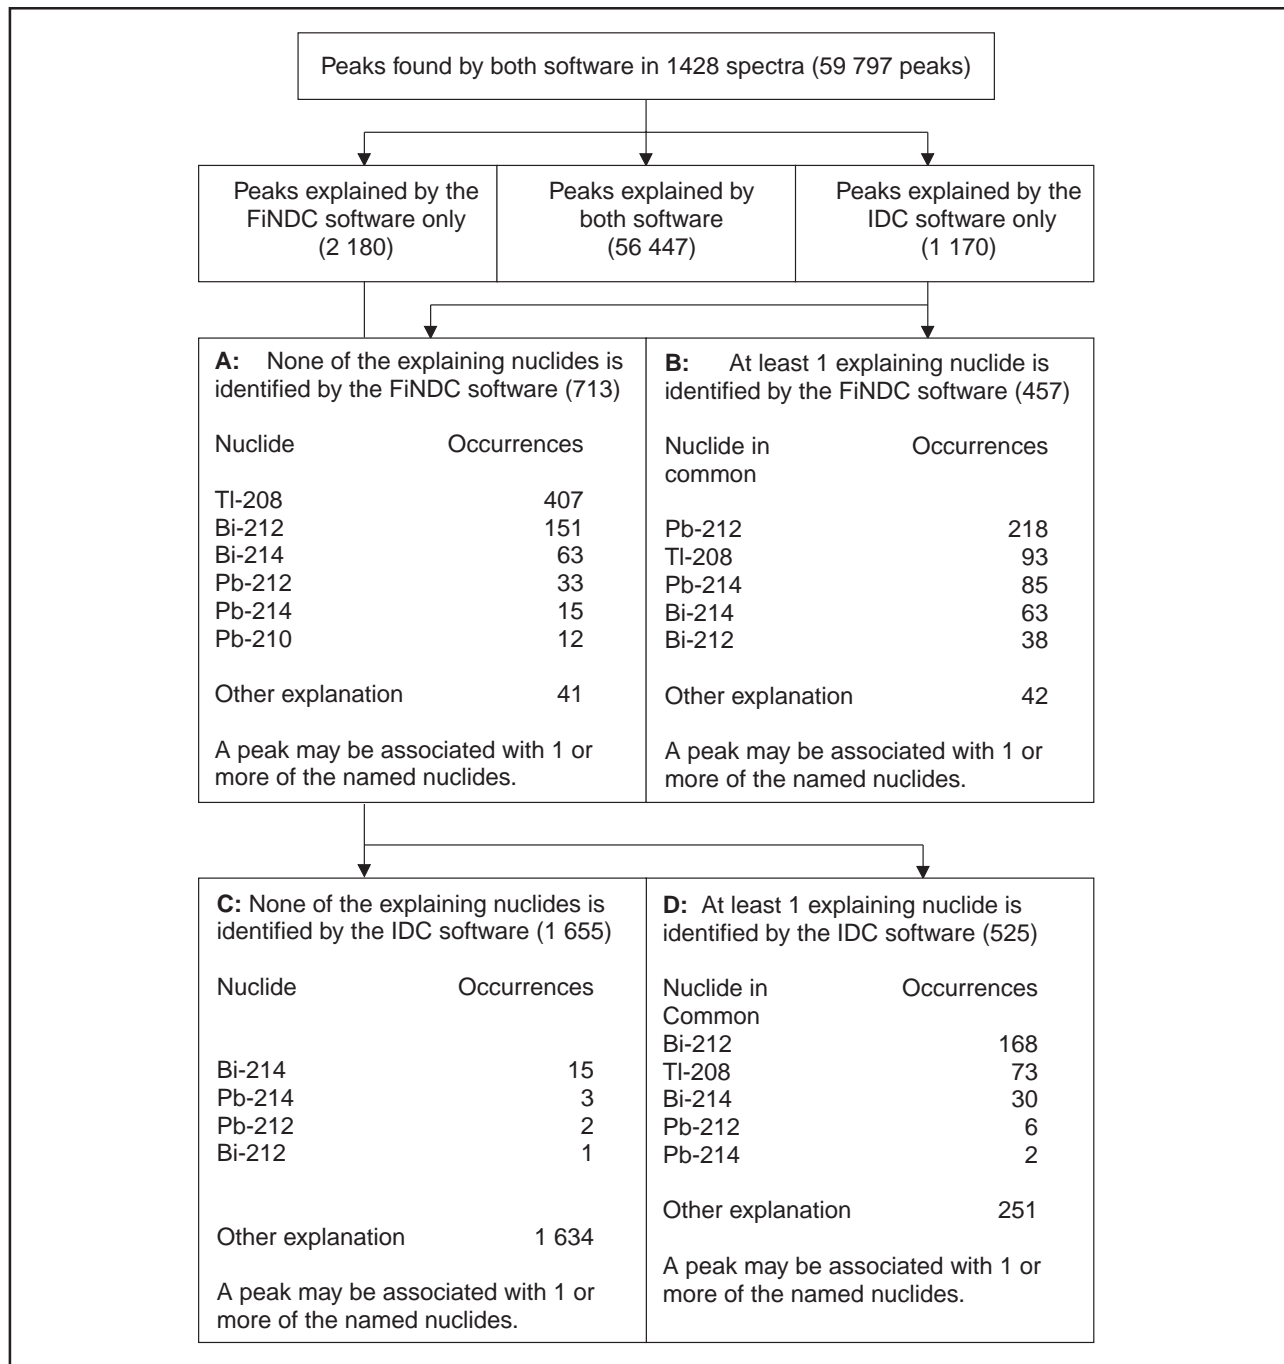 Peaks found by both software in 1428 spectra (59 797 peaks)
Peaks explained by the
FiNDC software only
(2 180)
Peaks explained by
both software
(56 447)
Peaks explained by the
IDC software only
(1 170)
A: None of the explaining nuclides is
identified by the FiNDC software (713)
Nuclide Occurrences
Tl-208 407
Bi-212 151
Bi-214 63
Pb-212 33
Pb-214 15
Pb-210 12
Other explanation 41
A peak may be associated with 1 or
more of the named nuclides.
B: At least 1 explaining nuclide is
identified by the FiNDC software (457)
Nuclide in Occurrences
common
Pb-212 218
Tl-208 93
Pb-214 85
Bi-214 63
Bi-212 38
Other explanation 42
A peak may be associated with 1 or
more of the named nuclides.
C: None of the explaining nuclides is
identified by the IDC software (1 655)
Nuclide Occurrences
Bi-214 15
Pb-214 3
Pb-212 2
Bi-212 1
Other explanation 1 634
A peak may be associated with 1 or
more of the named nuclides.
D: At least 1 explaining nuclide is
identified by the IDC software (525)
Nuclide in Occurrences
Common
Bi-212 168
Tl-208 73
Bi-214 30
Pb-212 6
Pb-214 2
Other explanation 251
A peak may be associated with 1 or
more of the named nuclides.